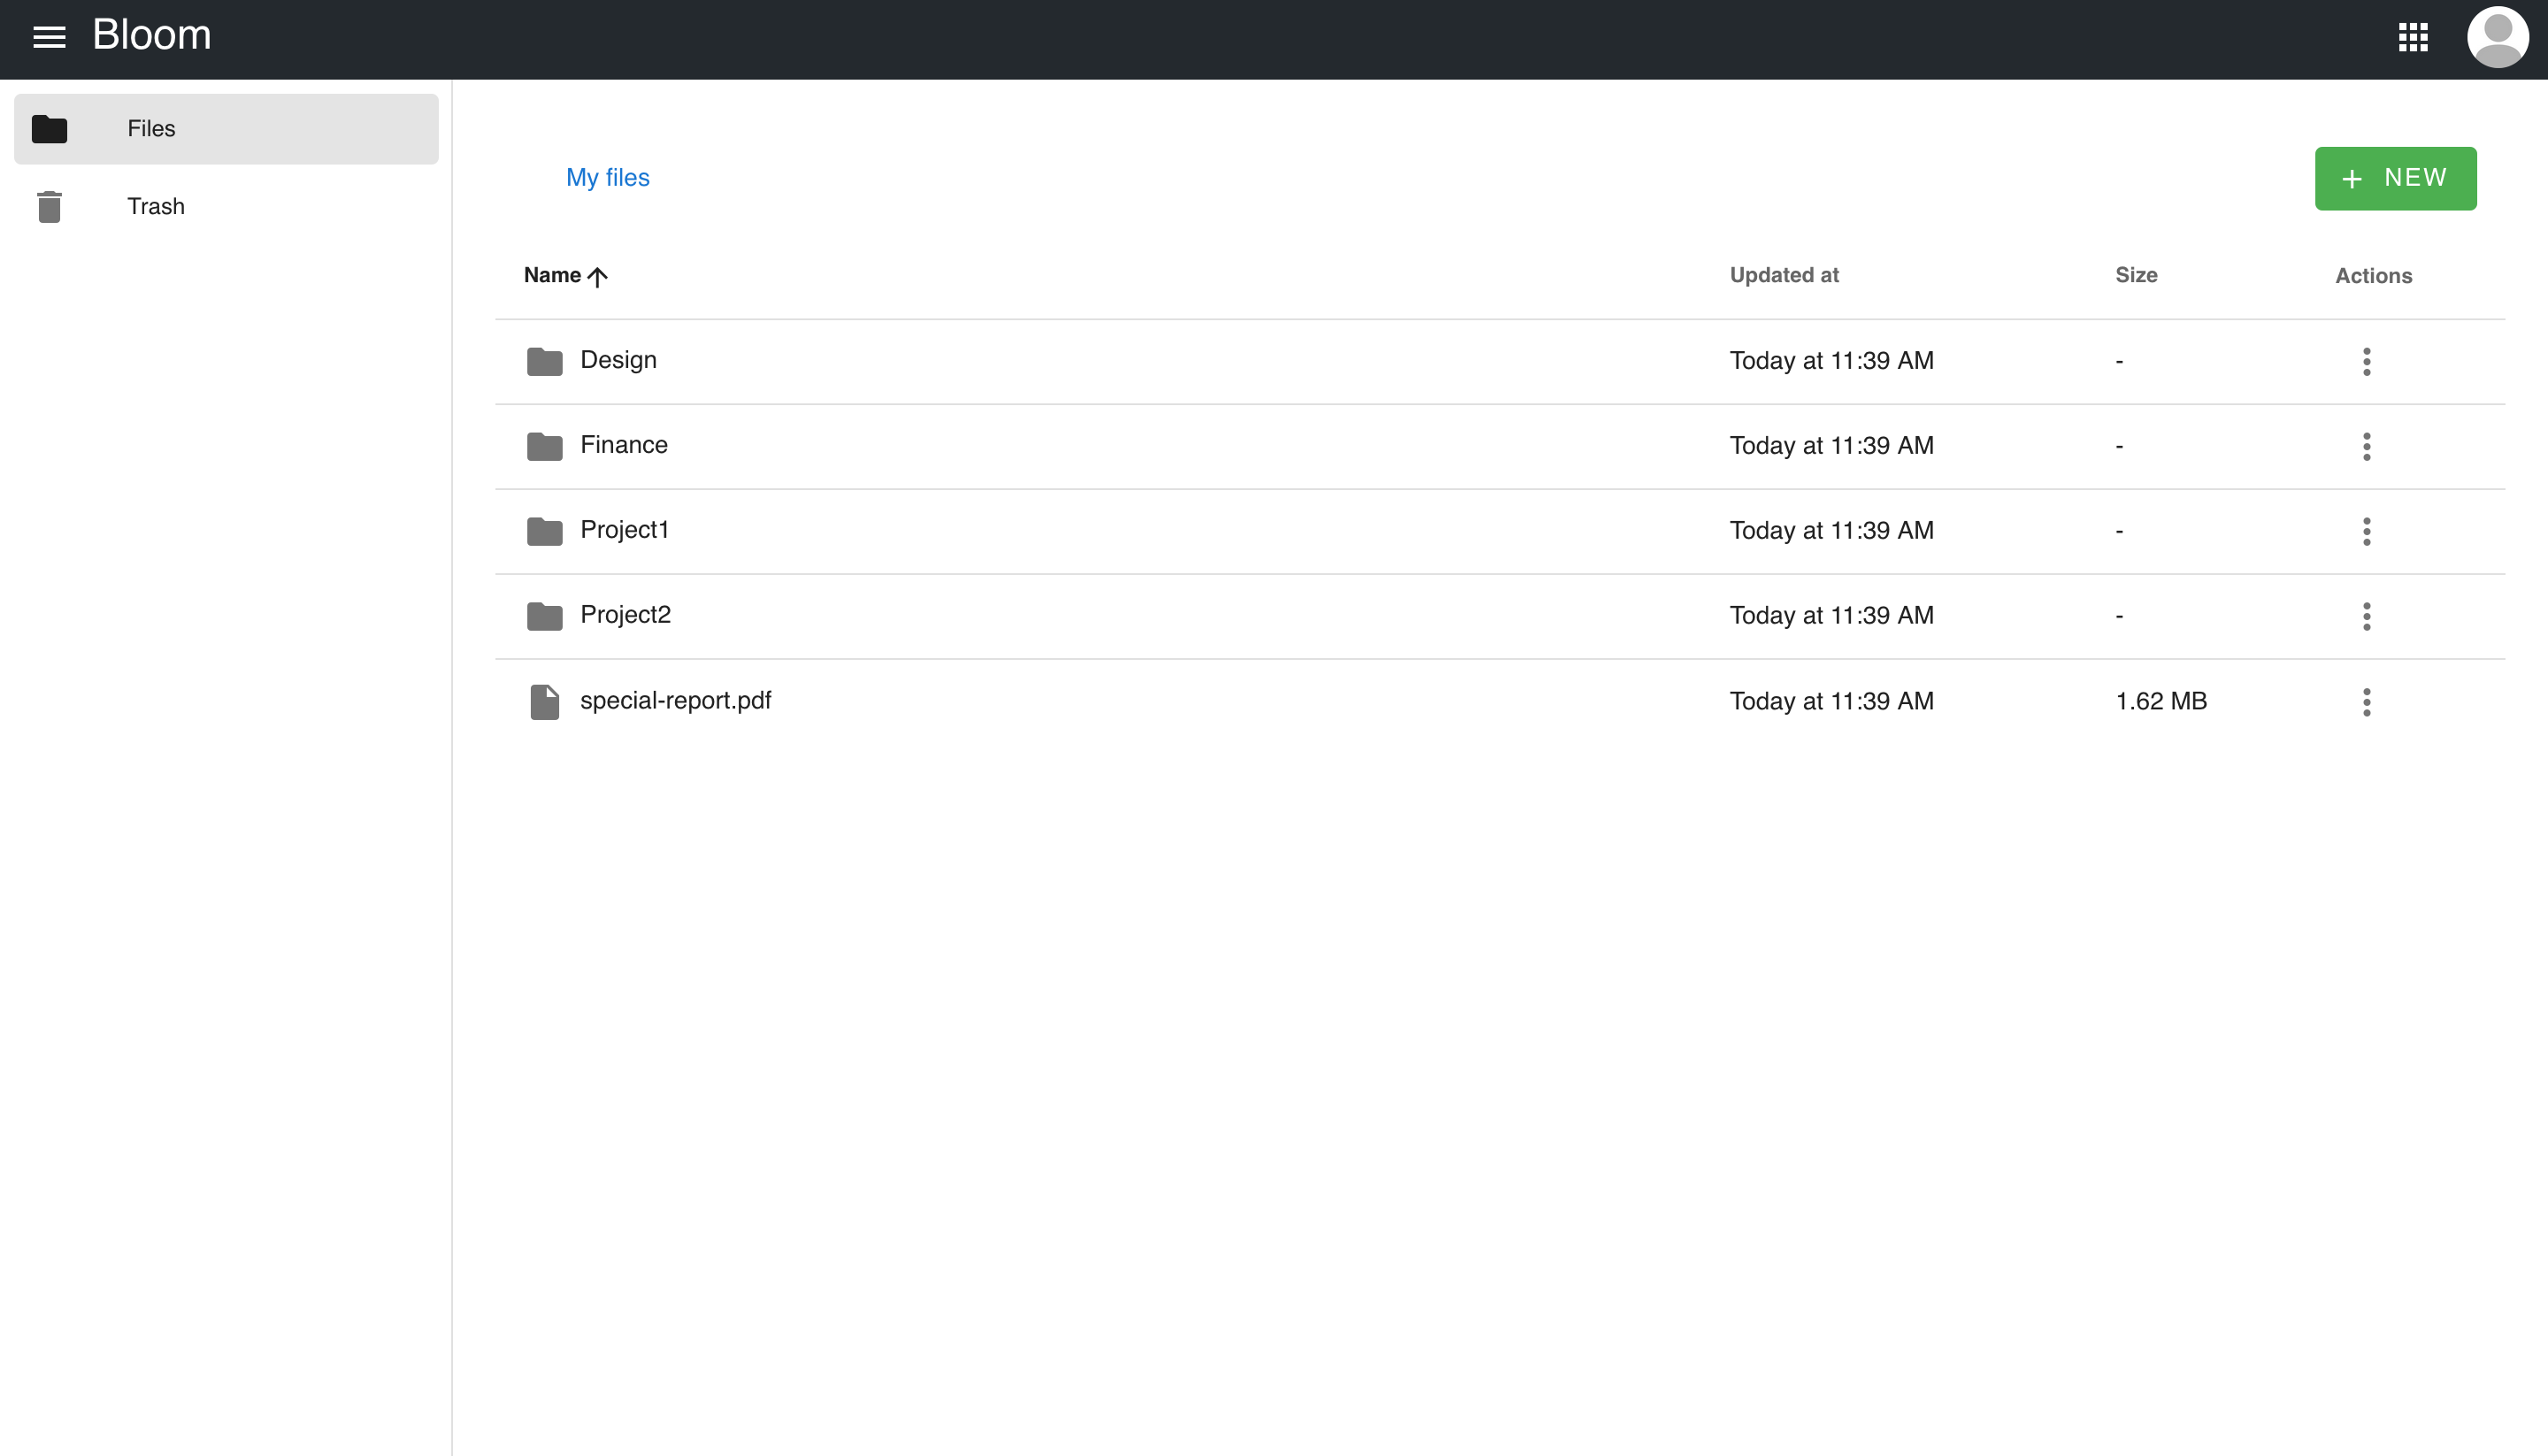 Bloom
Files
Trash
My files
+ NEW
Name Updated at Size Actions
Design Today at 11:39 AM -
Finance Today at 11:39 AM -
Project1 Today at 11:39 AM -
Project2 Today at 11:39 AM -
special-report.pdf Today at 11:39 AM 1.62 MB